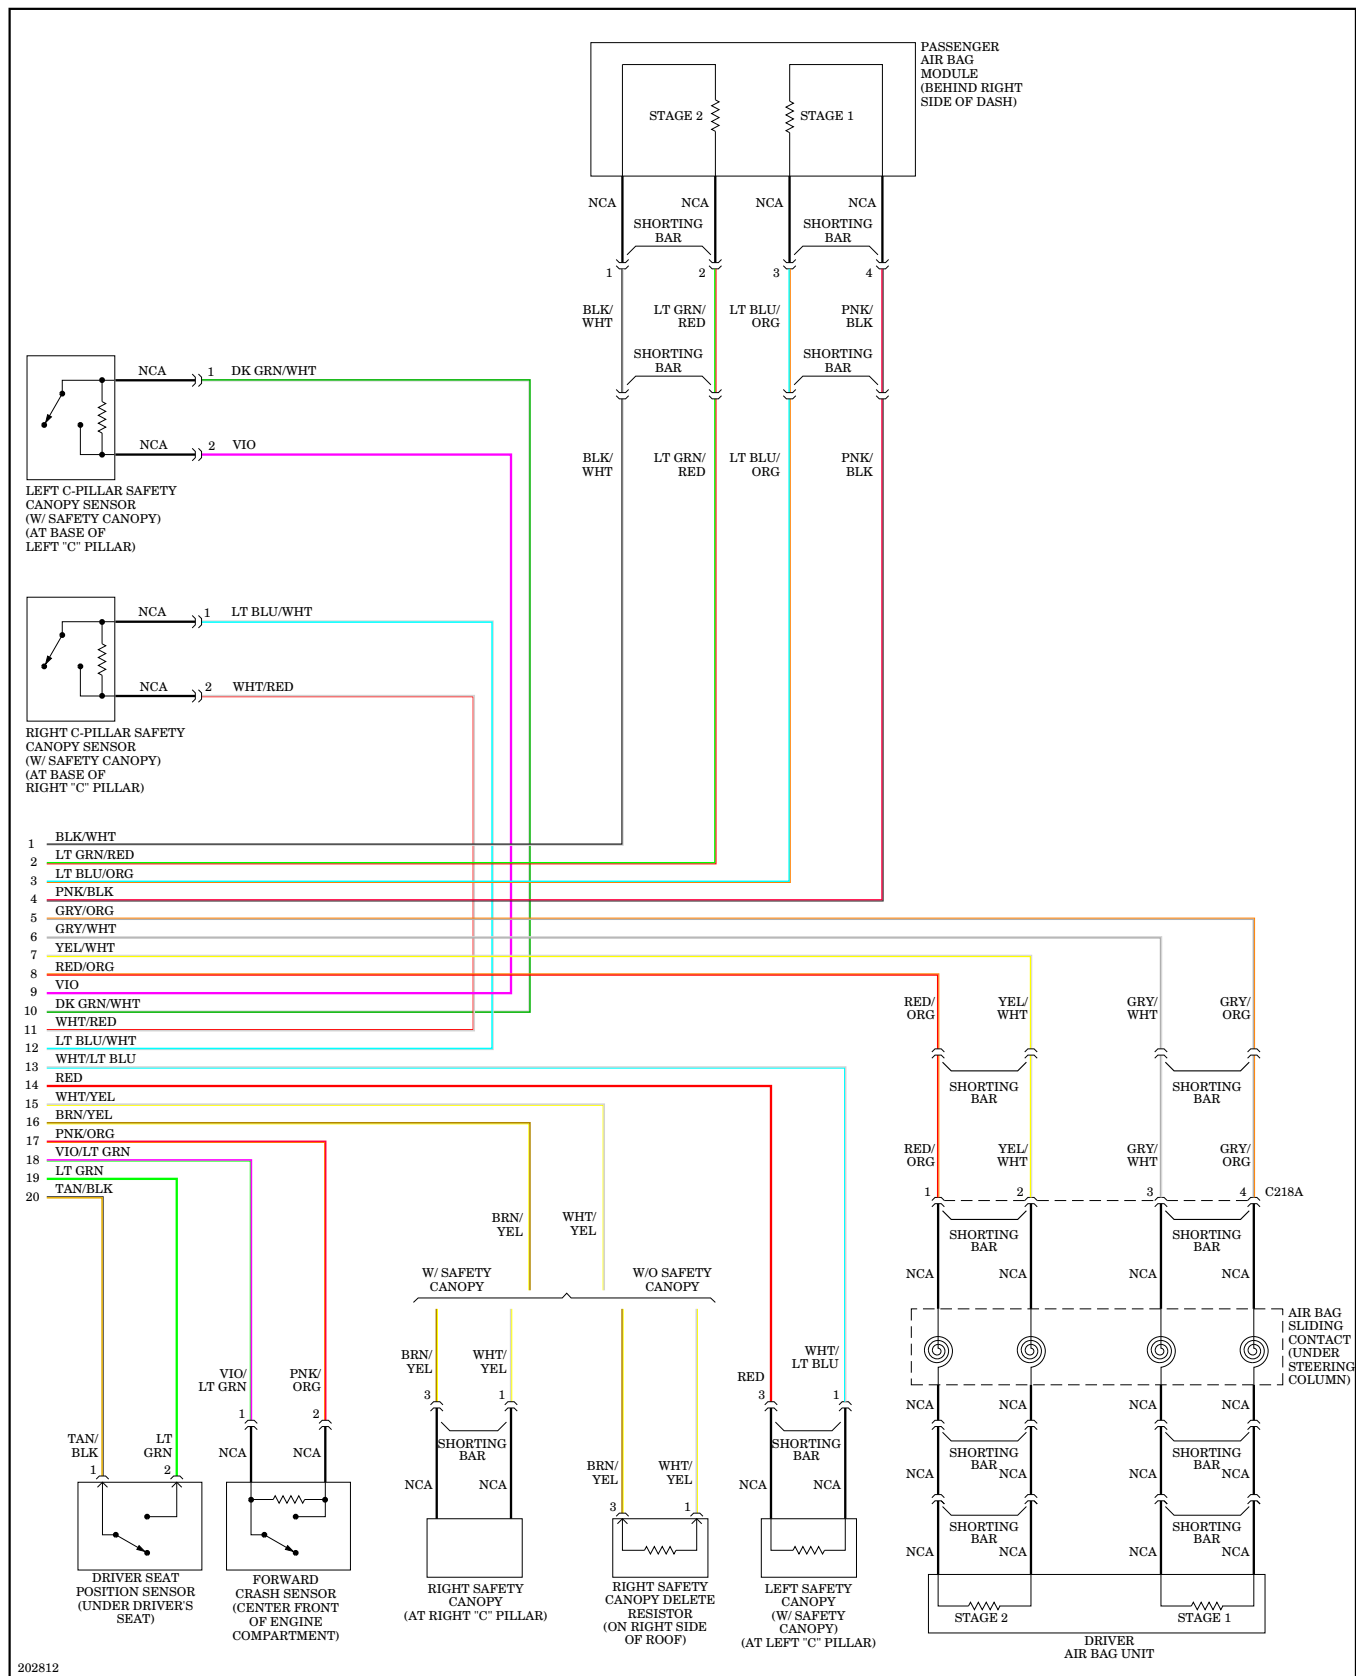 PASSENGER
AIR BAG
MODULE
(BEHIND RIGHT
SIDE OF DASH)
STAGE 2
STAGE 1
NCA
NCA
NCA
NCA
SHORTING
BAR
SHORTING
BAR
1
2
3
4
BLK/
WHT
LT GRN/
RED
LT BLU/
ORG
PNK/
BLK
SHORTING
BAR
SHORTING
BAR
BLK/
WHT
LT GRN/
RED
LT BLU/
ORG
PNK/
BLK
NCA
1
DK GRN/WHT
NCA
2
VIO
LEFT C-PILLAR SAFETY
CANOPY SENSOR
(W/ SAFETY CANOPY)
(AT BASE OF
LEFT "C" PILLAR)
NCA
1
LT BLU/WHT
NCA
2
WHT/RED
RIGHT C-PILLAR SAFETY
CANOPY SENSOR
(W/ SAFETY CANOPY)
(AT BASE OF
RIGHT "C" PILLAR)
1 BLK/WHT
2 LT GRN/RED
3 LT BLU/ORG
4 PNK/BLK
5 GRY/ORG
6 GRY/WHT
7 YEL/WHT
8 RED/ORG
9 VIO
10 DK GRN/WHT
11 WHT/RED
12 LT BLU/WHT
13 WHT/LT BLU
14 RED
15 WHT/YEL
16 BRN/YEL
17 PNK/ORG
18 VIO/LT GRN
19 LT GRN
20 TAN/BLK
RED/
ORG
YEL/
WHT
GRY/
WHT
GRY/
ORG
SHORTING
BAR
SHORTING
BAR
RED/
ORG
YEL/
WHT
GRY/
WHT
GRY/
ORG
1
2
3
4
C218A
SHORTING
BAR
SHORTING
BAR
NCA
NCA
NCA
NCA
AIR BAG
SLIDING
CONTACT
(UNDER
STEERING
COLUMN)
NCA
NCA
NCA
NCA
SHORTING
BAR
SHORTING
BAR
NCA
NCA
NCA
NCA
SHORTING
BAR
SHORTING
BAR
NCA
NCA
NCA
NCA
STAGE 2
STAGE 1
DRIVER
AIR BAG UNIT
BRN/
YEL
WHT/
YEL
W/ SAFETY
CANOPY
W/O SAFETY
CANOPY
BRN/
YEL
WHT/
YEL
3
1
SHORTING
BAR
NCA
NCA
RIGHT SAFETY
CANOPY
(AT RIGHT "C" PILLAR)
BRN/
YEL
WHT/
YEL
3
1
RIGHT SAFETY
CANOPY DELETE
RESISTOR
(ON RIGHT SIDE
OF ROOF)
RED
WHT/
LT BLU
3
1
SHORTING
BAR
NCA
NCA
LEFT SAFETY
CANOPY
(W/ SAFETY
CANOPY)
(AT LEFT "C" PILLAR)
VIO/
LT GRN
PNK/
ORG
1
2
NCA
NCA
FORWARD
CRASH SENSOR
(CENTER FRONT
OF ENGINE
COMPARTMENT)
TAN/
BLK
LT
GRN
1
2
DRIVER SEAT
POSITION SENSOR
(UNDER DRIVER'S
SEAT)
202812